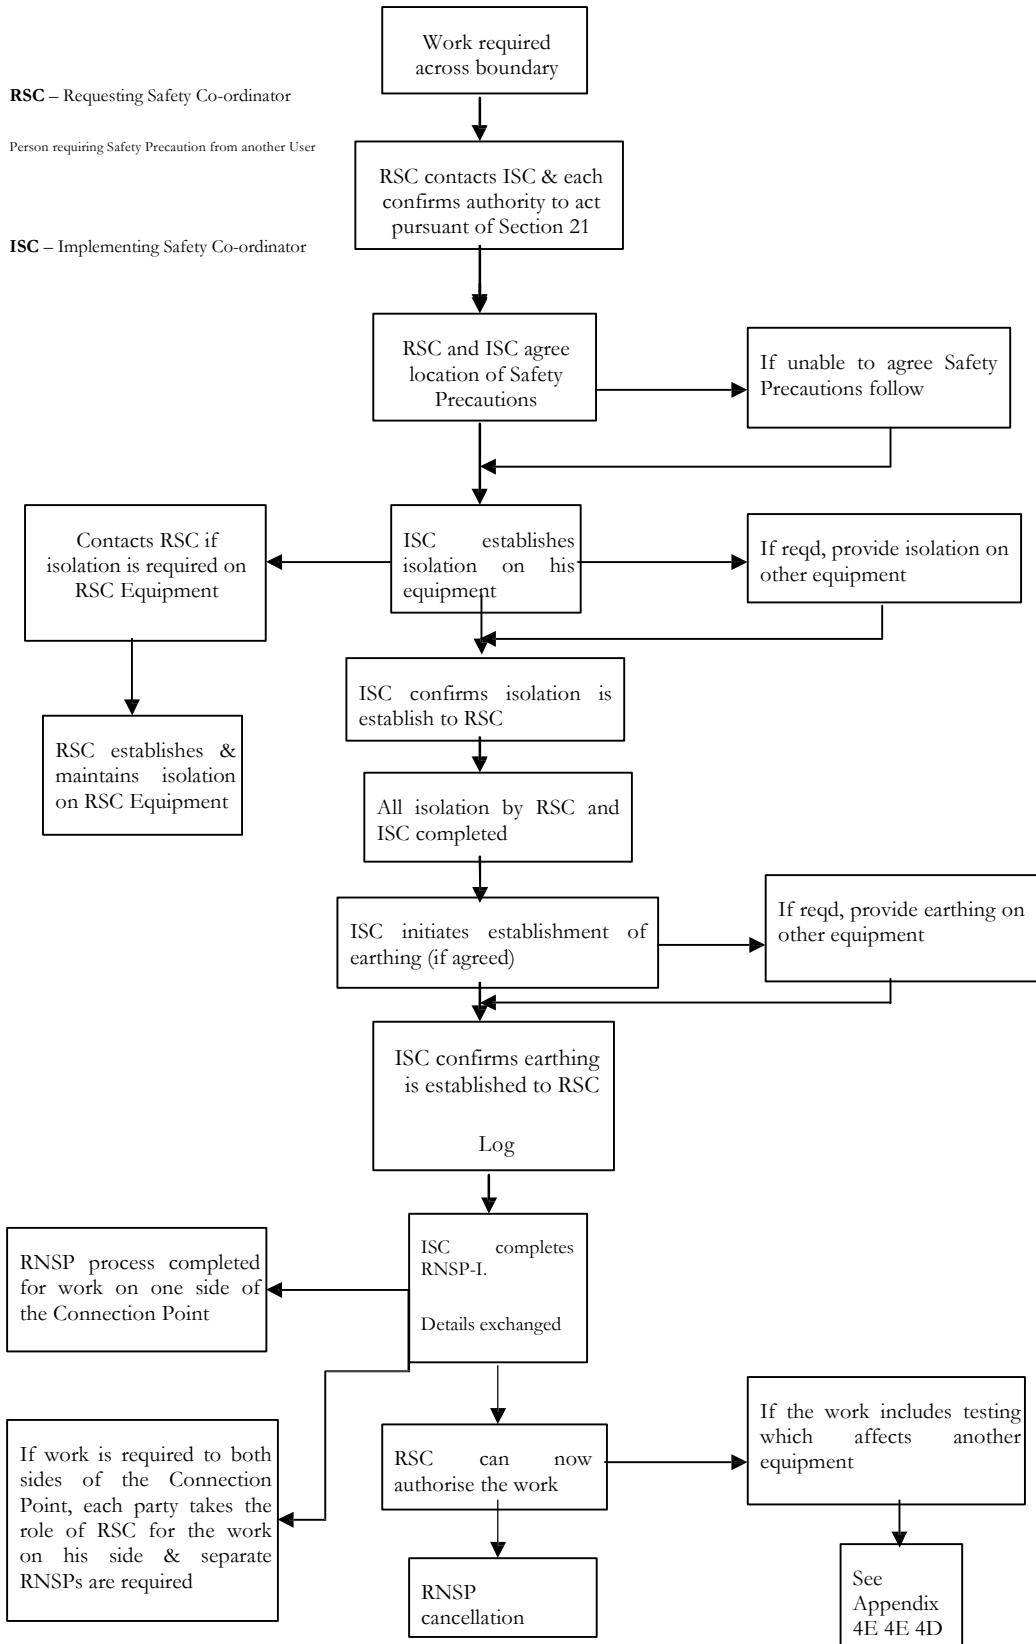 Work required
across boundary
RSC – Requesting Safety Co-ordinator
Person requiring Safety Precaution from another User
RSC contacts ISC & each
confirms authority to act
pursuant of Section 21
ISC – Implementing Safety Co-ordinator
RSC and ISC agree
location of Safety
Precautions
If unable to agree Safety
Precautions follow
Contacts RSC if
isolation is required on
RSC Equipment
ISC establishes
isolation on his
equipment
If reqd, provide isolation on
other equipment
ISC confirms isolation is
establish to RSC
RSC establishes &
maintains isolation
on RSC Equipment
All isolation by RSC and
ISC completed
ISC initiates establishment of
earthing (if agreed)
If reqd, provide earthing on
other equipment
ISC confirms earthing
is established to RSC
Log
RNSP process completed
for work on one side of
the Connection Point
ISC completes
RNSP-I.
Details exchanged
If work is required to both
sides of the Connection
Point, each party takes the
role of RSC for the work
on his side & separate
RNSPs are required
RSC can now
authorise the work
If the work includes testing
which affects another
equipment
RNSP
cancellation
See
Appendix
4E 4E 4D